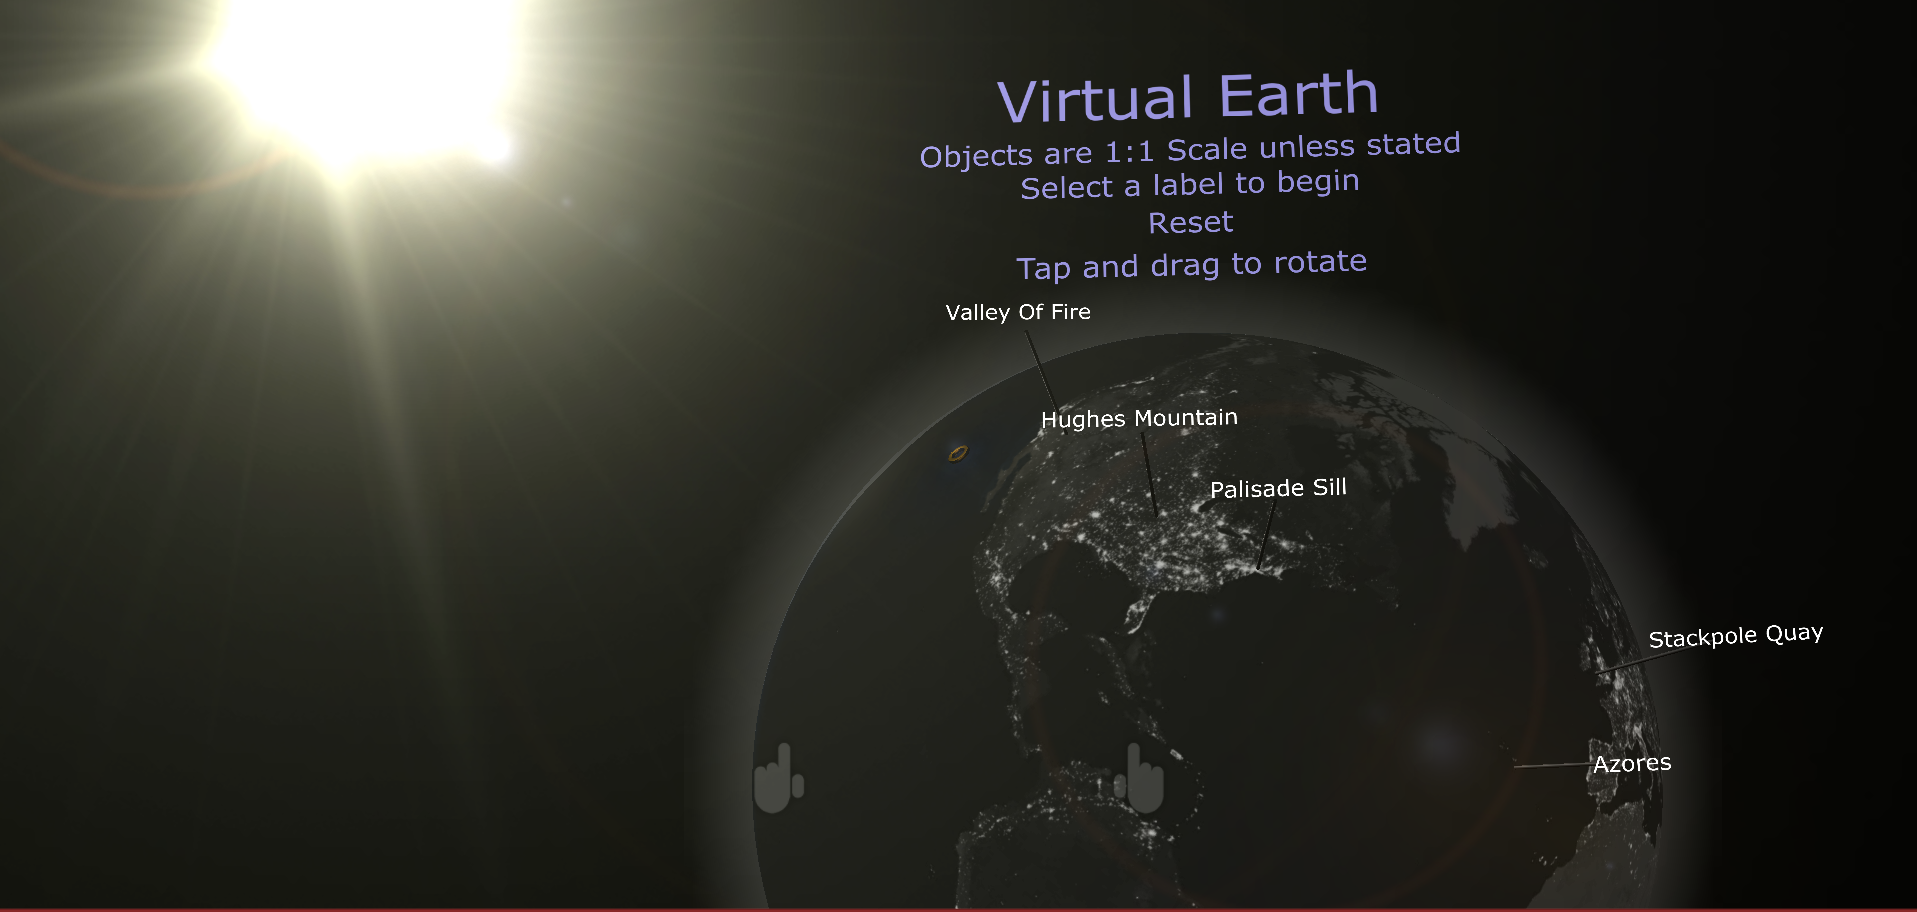 Virtual Earth
Objects are 1:1 Scale unless stated
Select a label to begin
Reset
Tap and drag to rotate
Valley Of Fire
Hughes Mountain
Palisade Sill
Stackpole Quay
Azores